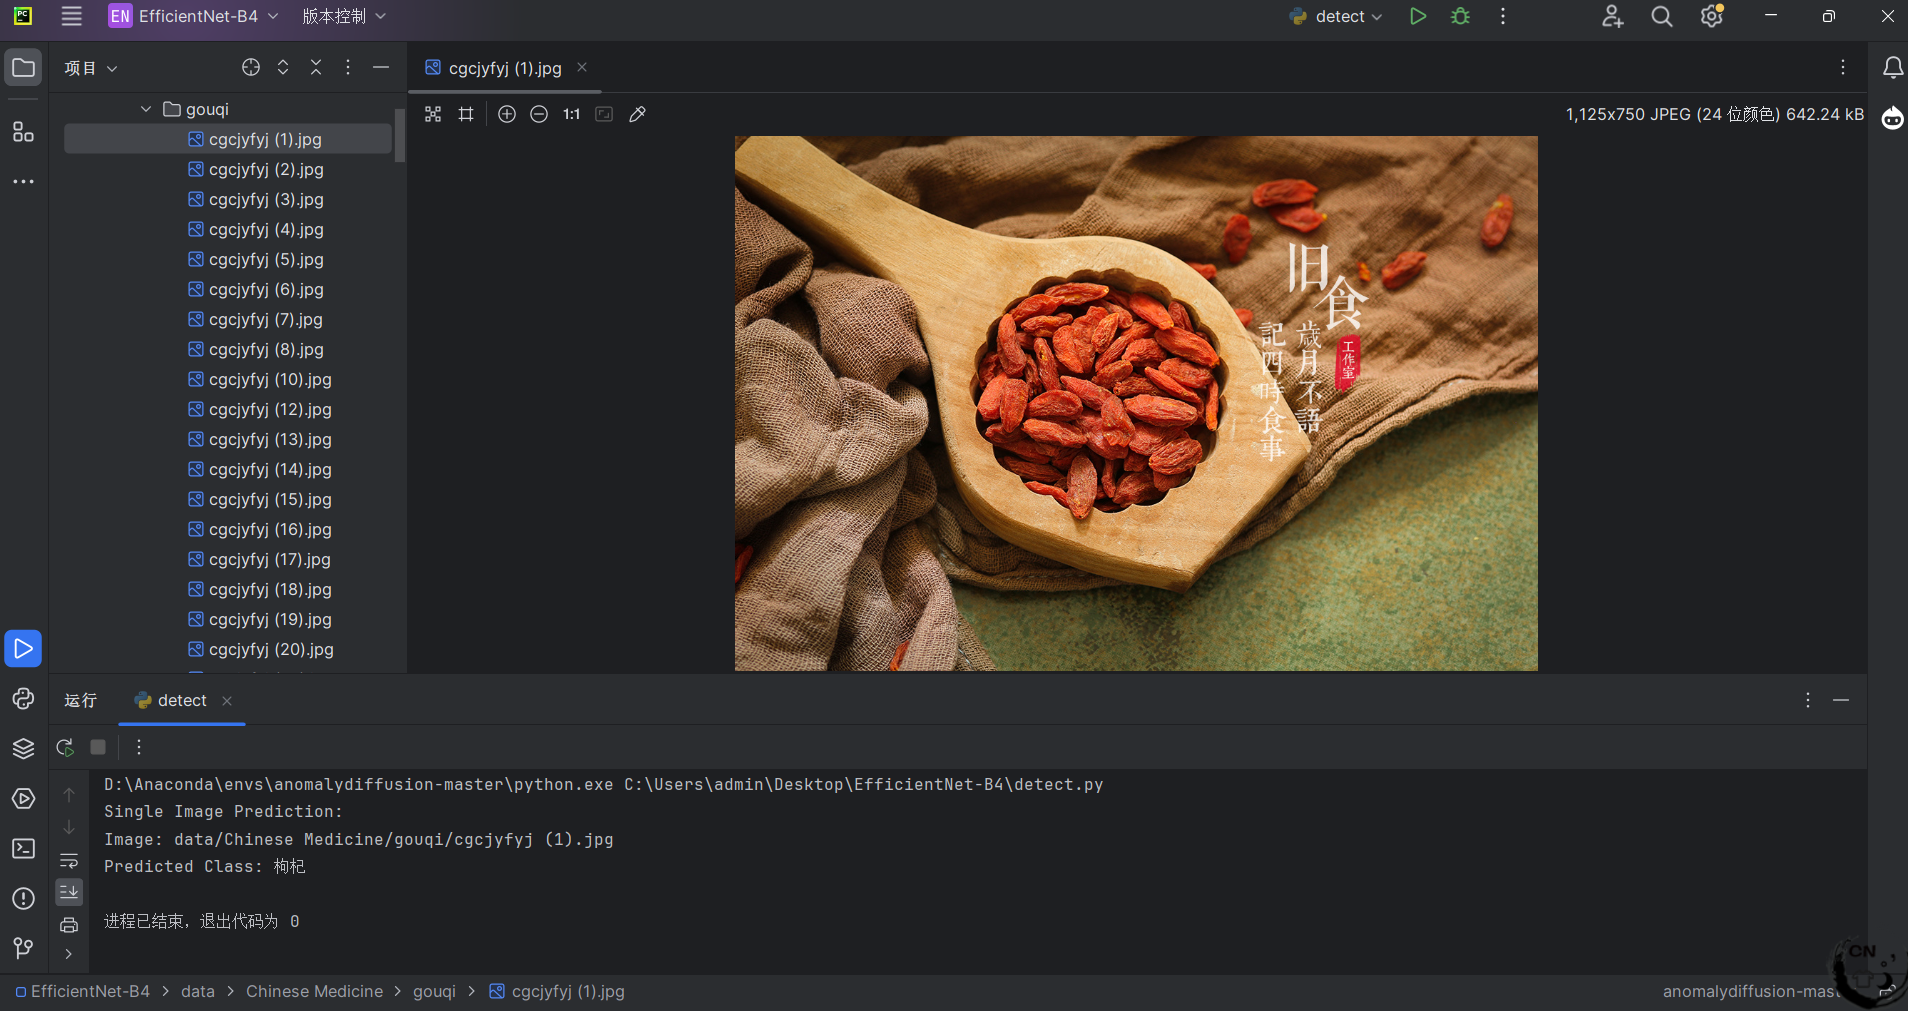 PC
EN EfficientNet-B4 版本控制 detect
项目
cgcjyfyj (1).jpg
1:1
1,125x750 JPEG (24 位颜色) 642.24 kB
gouqi
cgcjyfyj (1).jpg
cgcjyfyj (2).jpg
cgcjyfyj (3).jpg
cgcjyfyj (4).jpg
cgcjyfyj (5).jpg
cgcjyfyj (6).jpg
cgcjyfyj (7).jpg
cgcjyfyj (8).jpg
cgcjyfyj (10).jpg
cgcjyfyj (12).jpg
cgcjyfyj (13).jpg
cgcjyfyj (14).jpg
cgcjyfyj (15).jpg
cgcjyfyj (16).jpg
cgcjyfyj (17).jpg
cgcjyfyj (18).jpg
cgcjyfyj (19).jpg
cgcjyfyj (20).jpg
旧食
工作室
歲月不語
記四時食事
运行 detect
D:\Anaconda\envs\anomalydiffusion-master\python.exe C:\Users\admin\Desktop\EfficientNet-B4\detect.py
Single Image Prediction:
Image: data/Chinese Medicine/gouqi/cgcjyfyj (1).jpg
Predicted Class: 枸杞
进程已结束，退出代码为 0
EfficientNet-B4 > data > Chinese Medicine > gouqi > cgcjyfyj (1).jpg
anomalydiffusion-mast
CN